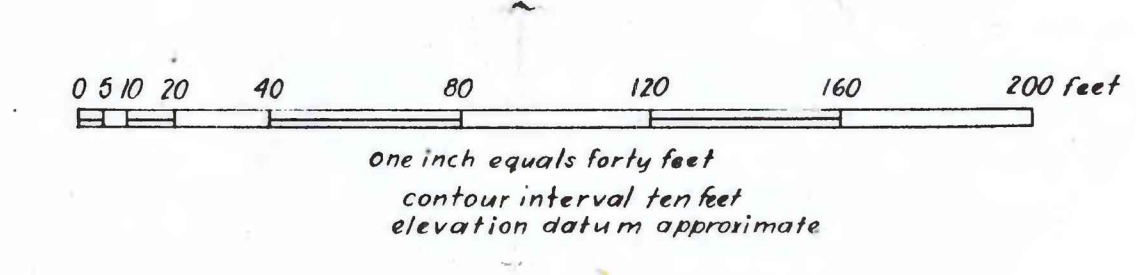 0 5 10 20 40 80 120 160 200 feet
one inch equals forty feet
contour interval ten feet
elevation datum approximate